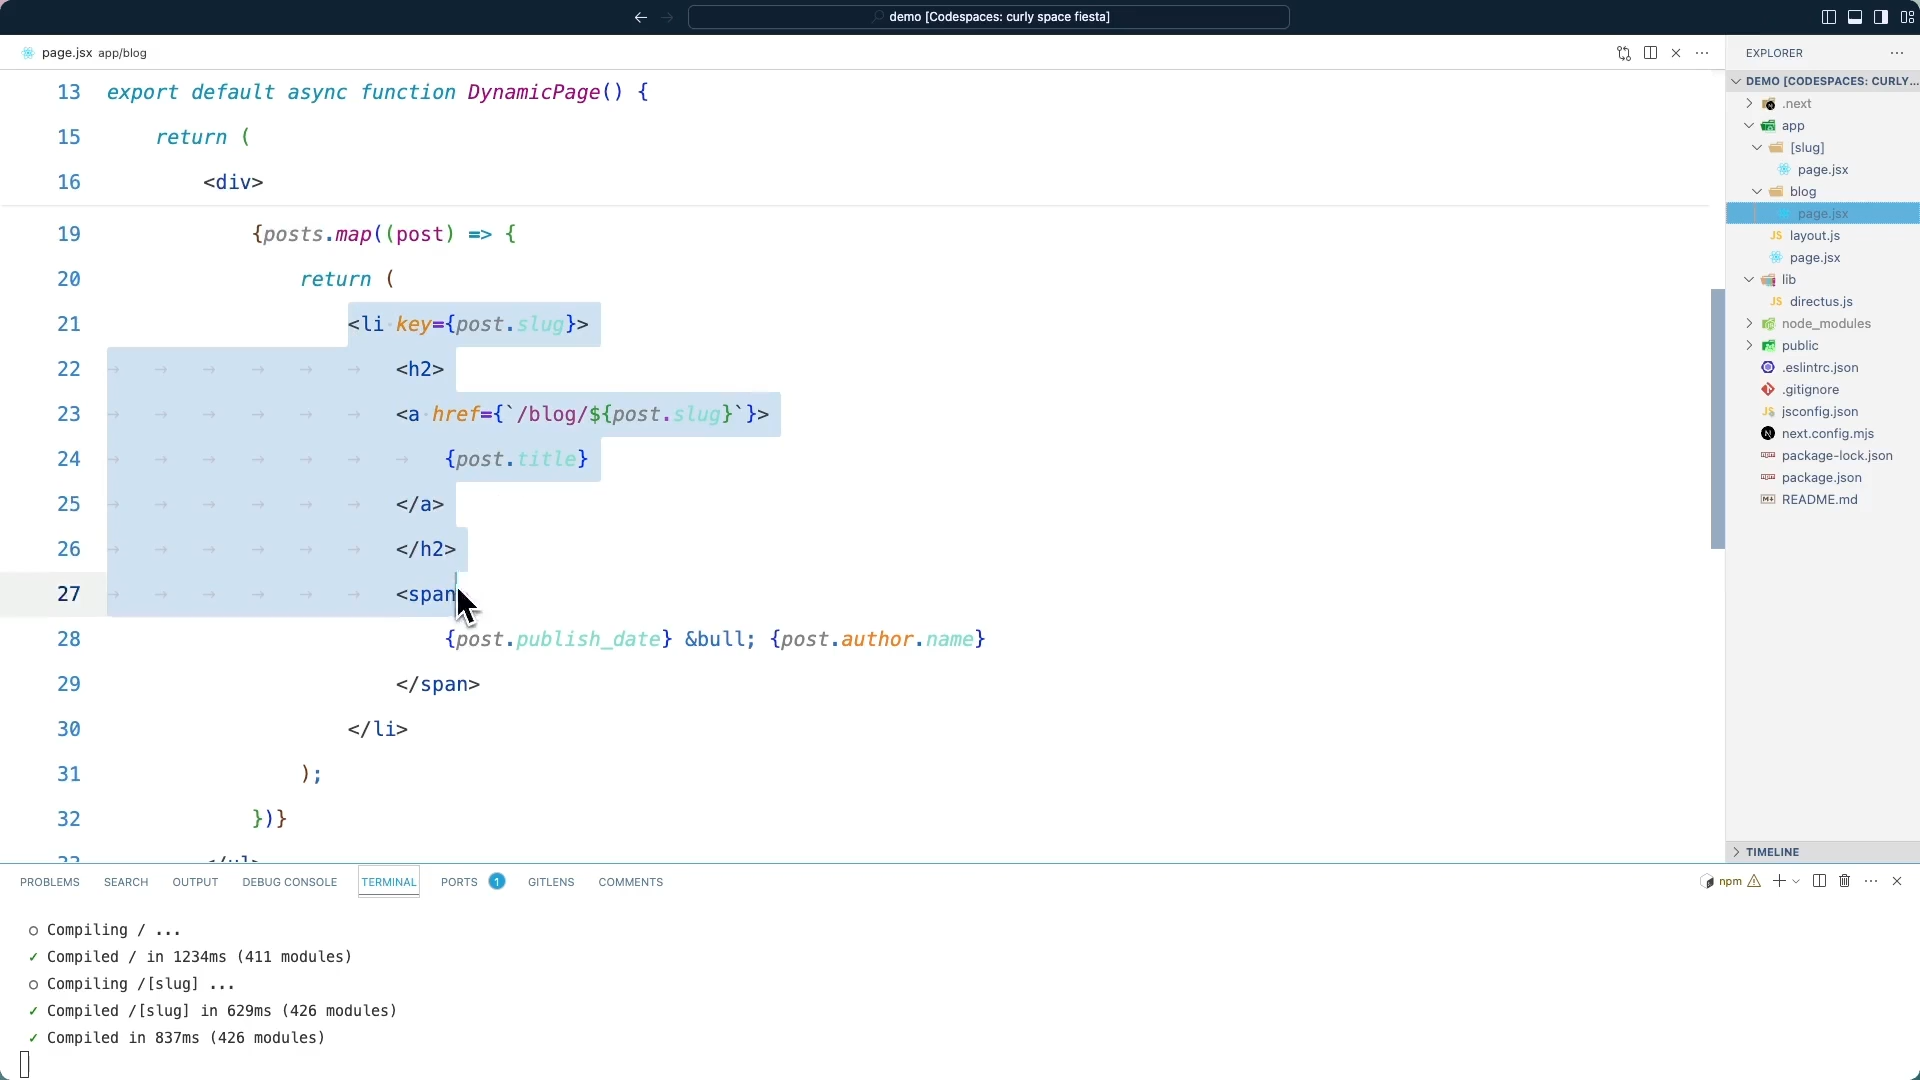 demo [Codespaces: curly space fiesta]
page.jsx app/blog
13 export default async function DynamicPage() {
15 return (
16 <div>
19 {posts.map((post) => {
20 return (
21 <li key={post.slug}>
22 <h2>
23 <a href={`/blog/${post.slug}`}>
24 {post.title}
25 </a>
26 </h2>
27 <span
28 {post.publish_date} &bull; {post.author.name}
29 </span>
30 </li>
31 );
32 })}
33 </ul>
EXPLORER
DEMO [CODESPACES: CURLY...
.next
app
[slug]
page.jsx
blog
page.jsx
JS layout.js
page.jsx
lib
JS directus.js
node_modules
public
.eslintrc.json
.gitignore
JS jsconfig.json
N next.config.mjs
package-lock.json
package.json
README.md
TIMELINE
PROBLEMS SEARCH OUTPUT DEBUG CONSOLE TERMINAL PORTS 1 GITLENS COMMENTS
npm
○ Compiling / ...
✓ Compiled / in 1234ms (411 modules)
○ Compiling /[slug] ...
✓ Compiled /[slug] in 629ms (426 modules)
✓ Compiled in 837ms (426 modules)